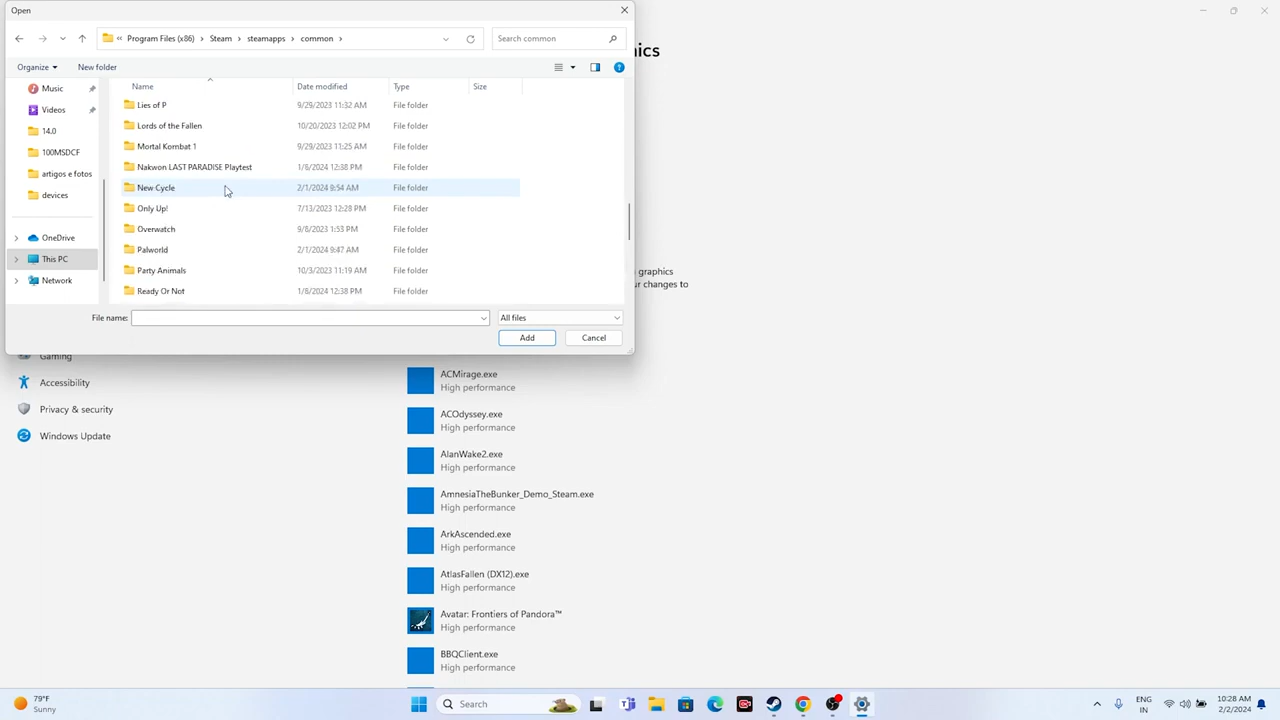 Open
Program Files (x86) > Steam > steamapps > common >
Search common
Organize
New folder
Music
Videos
14.0
100MSDCF
artigos e fotos
devices
OneDrive
This PC
Network
Name Date modified Type Size
Lies of P 9/29/2023 11:32 AM File folder
Lords of the Fallen 10/20/2023 12:02 PM File folder
Mortal Kombat 1 9/29/2023 11:25 AM File folder
Nakwon LAST PARADISE Playtest 1/8/2024 12:38 PM File folder
New Cycle 2/1/2024 9:54 AM File folder
Only Up! 7/13/2023 12:28 PM File folder
Overwatch 9/8/2023 1:53 PM File folder
Palworld 2/1/2024 9:47 AM File folder
Party Animals 10/3/2023 11:19 AM File folder
Ready Or Not 1/8/2024 12:38 PM File folder
File name:
All files
Add
Cancel
ics
graphics
our changes to
Gaming
Accessibility
Privacy & security
Windows Update
ACMirage.exe
High performance
ACOdyssey.exe
High performance
AlanWake2.exe
High performance
AmnesiaTheBunker_Demo_Steam.exe
High performance
ArkAscended.exe
High performance
AtlasFallen (DX12).exe
High performance
Avatar: Frontiers of Pandora™
High performance
BBQClient.exe
High performance
79°F
Sunny
Search
ENG
IN
10:28 AM
2/2/2024